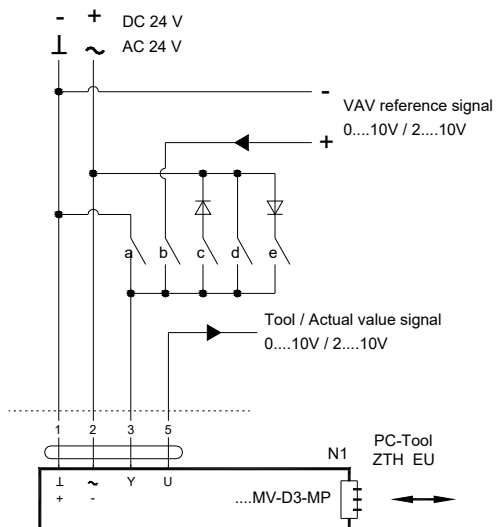 - + DC 24 V
⊥ ~ AC 24 V
-
VAV reference signal
+ 0....10V / 2....10V
a b c d e
Tool / Actual value signal
0....10V / 2....10V
1 2 3 5
N1
PC-Tool
ZTH EU
⊥ ~ Y U
+ -
....MV-D3-MP